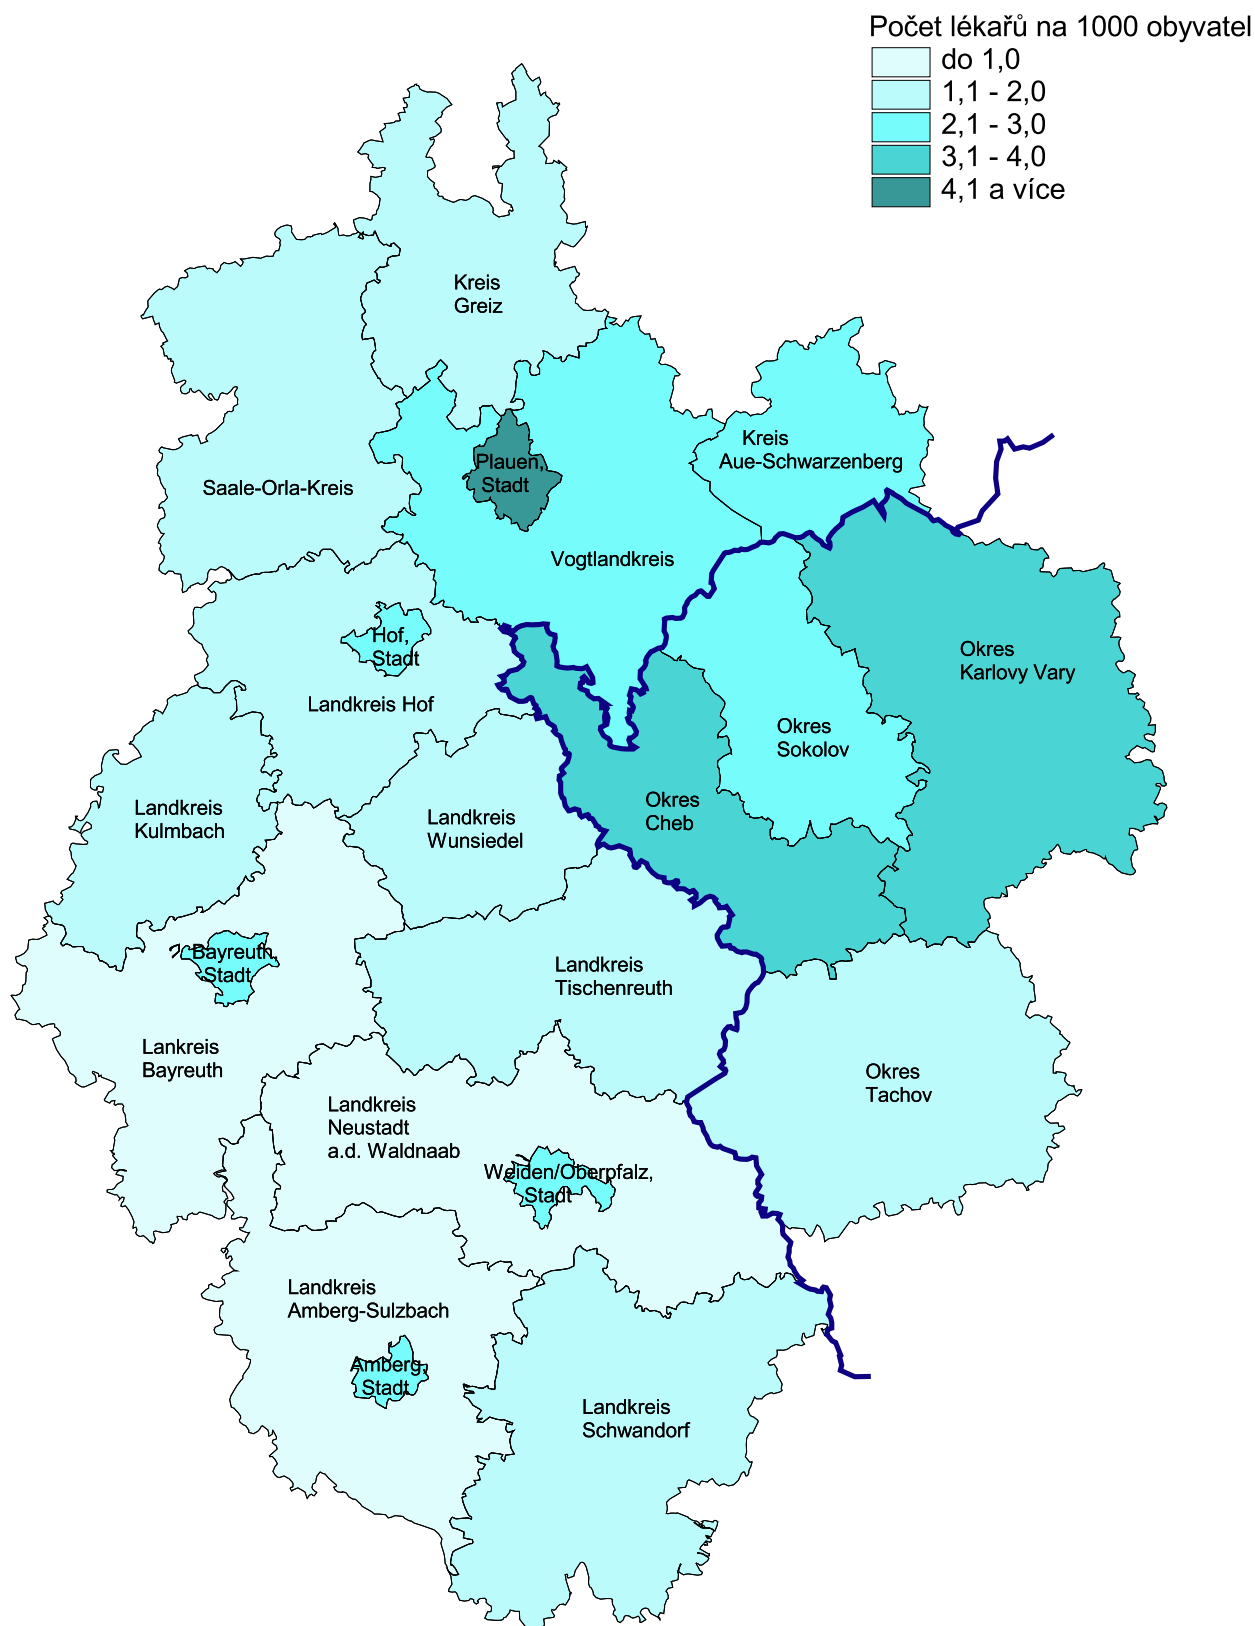 Počet lékařů na 1000 obyvatel
do 1,0
1,1 - 2,0
2,1 - 3,0
3,1 - 4,0
4,1 a více
Kreis
Greiz
Kreis
Aue-Schwarzenberg
Plauen,
Stadt
Saale-Orla-Kreis
Vogtlandkreis
Hof,
Stadt
Okres
Karlovy Vary
Landkreis Hof
Okres
Sokolov
Okres
Cheb
Landkreis
Kulmbach
Landkreis
Wunsiedel
Bayreuth,
Stadt
Landkreis
Tischenreuth
Lankreis
Bayreuth
Okres
Tachov
Landkreis
Neustadt
a.d. Waldnaab
Weiden/Oberpfalz,
Stadt
Landkreis
Amberg-Sulzbach
Amberg,
Stadt
Landkreis
Schwandorf